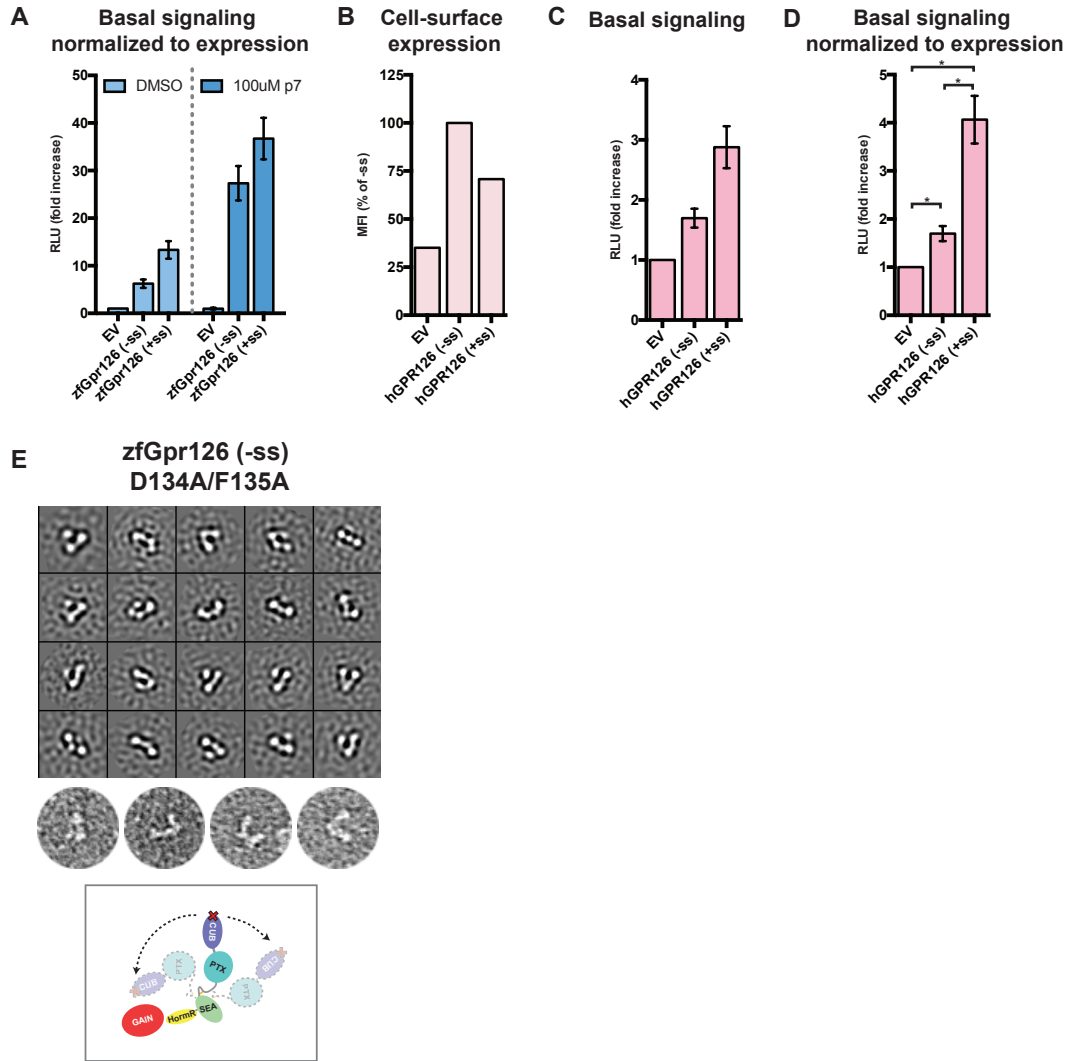 A
Basal signaling
normalized to expression
50
40
30
20
10
0
RLU (fold increase)
DMSO
100uM p7
EV
zfGpr126 (-ss)
zfGpr126 (+ss)
EV
zfGpr126 (-ss)
zfGpr126 (+ss)
B
Cell-surface
expression
125
100
75
50
25
0
MFI (% of -ss)
EV
hGPR126 (-ss)
hGPR126 (+ss)
C
Basal signaling
4
3
2
1
0
RLU (fold increase)
EV
hGPR126 (-ss)
hGPR126 (+ss)
D
Basal signaling
normalized to expression
5
4
3
2
1
0
RLU (fold increase)
*
*
*
EV
hGPR126 (-ss)
hGPR126 (+ss)
E
zfGpr126 (-ss)
D134A/F135A
CUB
PTX
PTX
CUB
PTX
CUB
GAIN
HormR
SEA